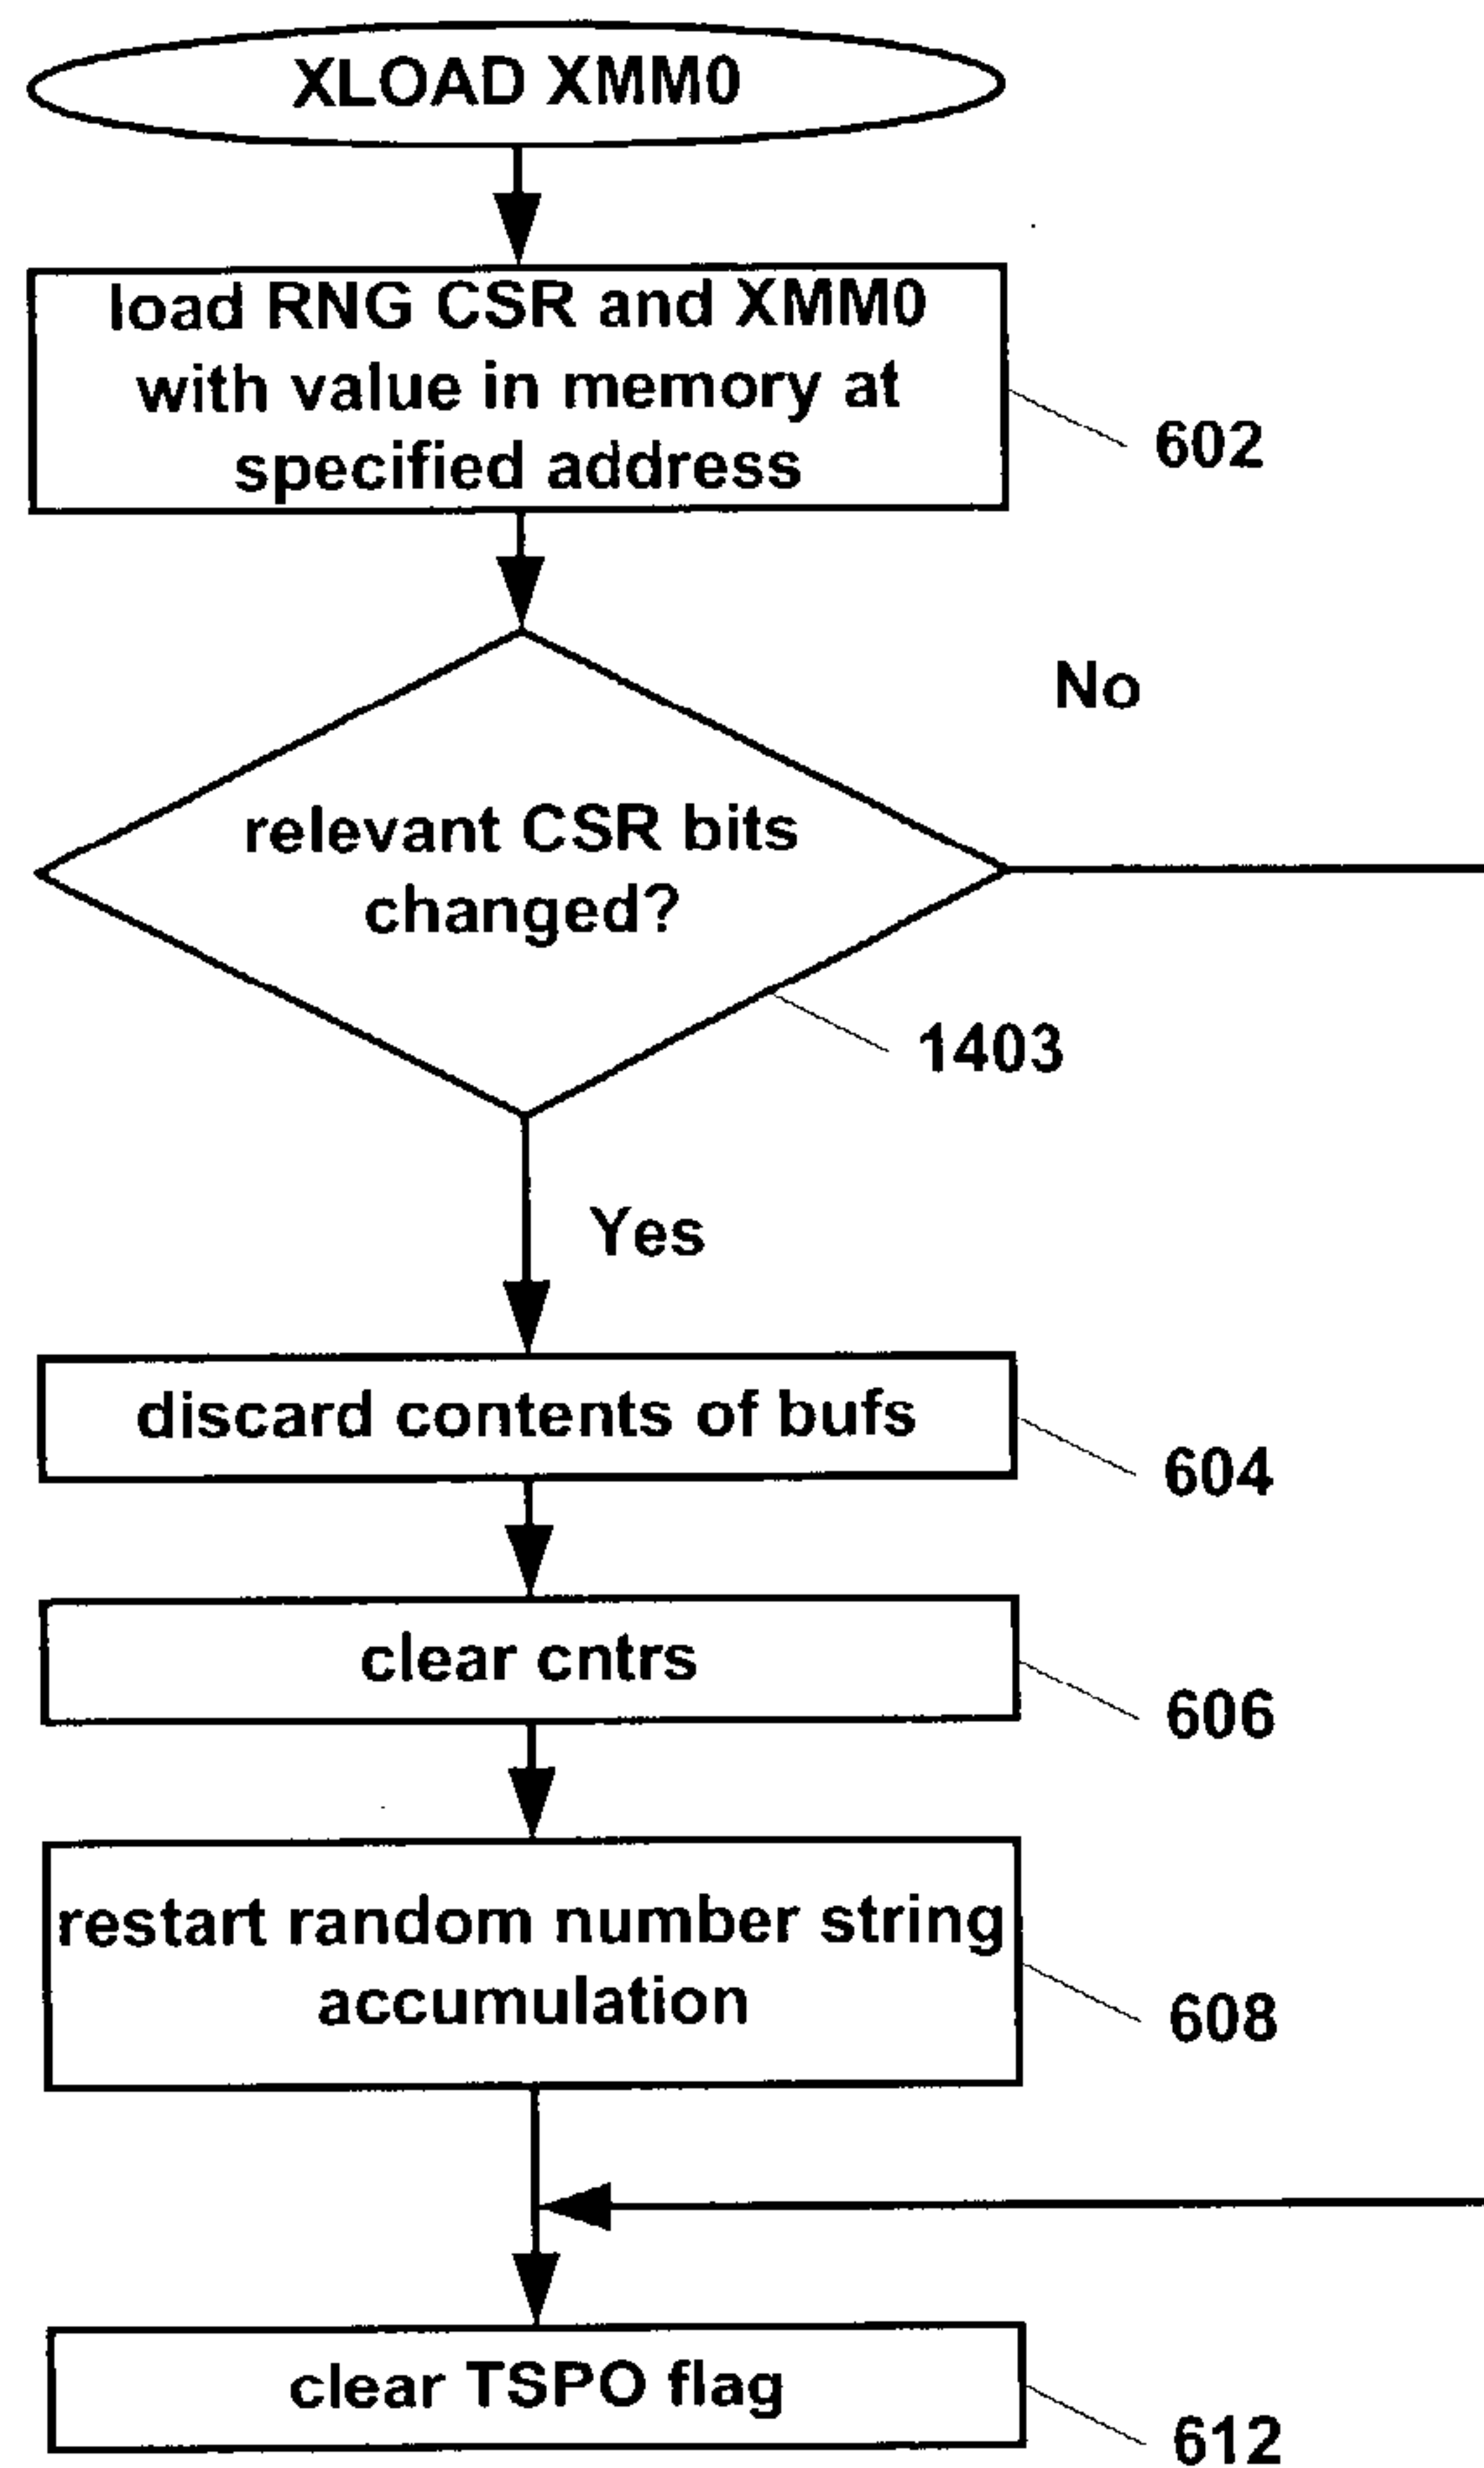 XLOAD XMM0
load RNG CSR and XMM0
with value in memory at
specified address
602
No
relevant CSR bits
changed?
1403
Yes
discard contents of bufs
604
clear cntrs
606
restart random number string
accumulation
608
clear TSPO flag
612